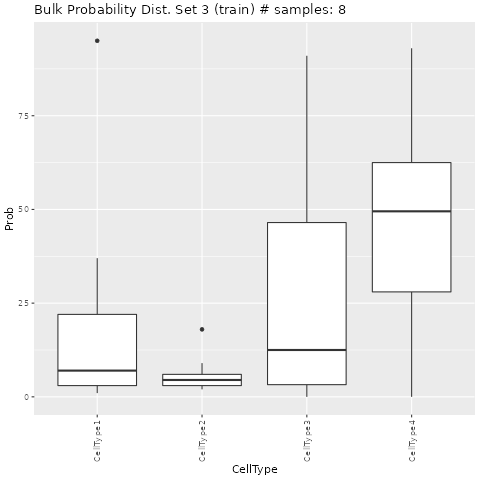 Bulk Probability Dist. Set 3 (train) # samples: 8
Prob
75
50
25
0
CellType1
CellType2
CellType3
CellType4
CellType